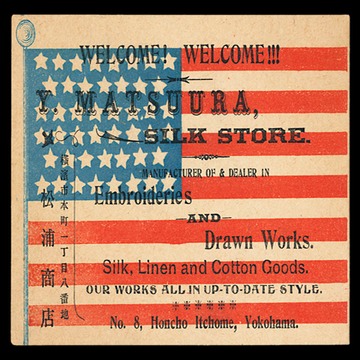 WELCOME! WELCOME!!!
Y. MATSUURA,
SILK STORE.
MANUFACTURER OF & DEALER IN
Embroideries
AND
Drawn Works.
Silk, Linen and Cotton Goods.
OUR WORKS ALL IN UP-TO-DATE STYLE.
No. 8, Honcho Itchome, Yokohama.
横濱市本町一丁目八番地
松浦商店